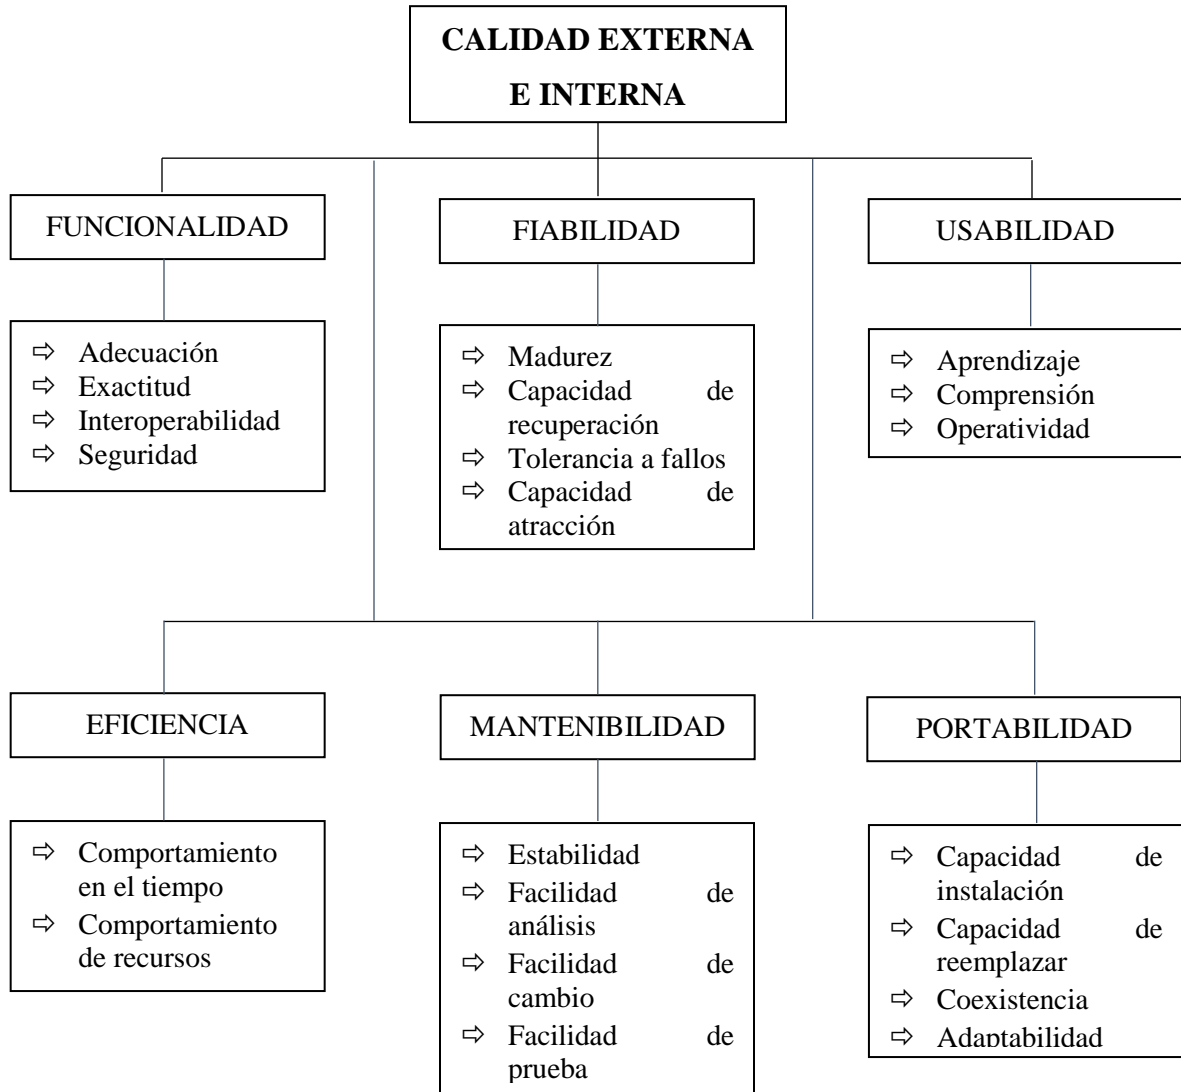 CALIDAD EXTERNA
E INTERNA
FUNCIONALIDAD
FIABILIDAD
USABILIDAD
⇨ Adecuación
⇨ Exactitud
⇨ Interoperabilidad
⇨ Seguridad
⇨ Madurez
⇨ Capacidad de
recuperación
⇨ Tolerancia a fallos
⇨ Capacidad de
atracción
⇨ Aprendizaje
⇨ Comprensión
⇨ Operatividad
EFICIENCIA
MANTENIBILIDAD
PORTABILIDAD
⇨ Comportamiento
en el tiempo
⇨ Comportamiento
de recursos
⇨ Estabilidad
⇨ Facilidad de
análisis
⇨ Facilidad de
cambio
⇨ Facilidad de
prueba
⇨ Capacidad de
instalación
⇨ Capacidad de
reemplazar
⇨ Coexistencia
⇨ Adaptabilidad